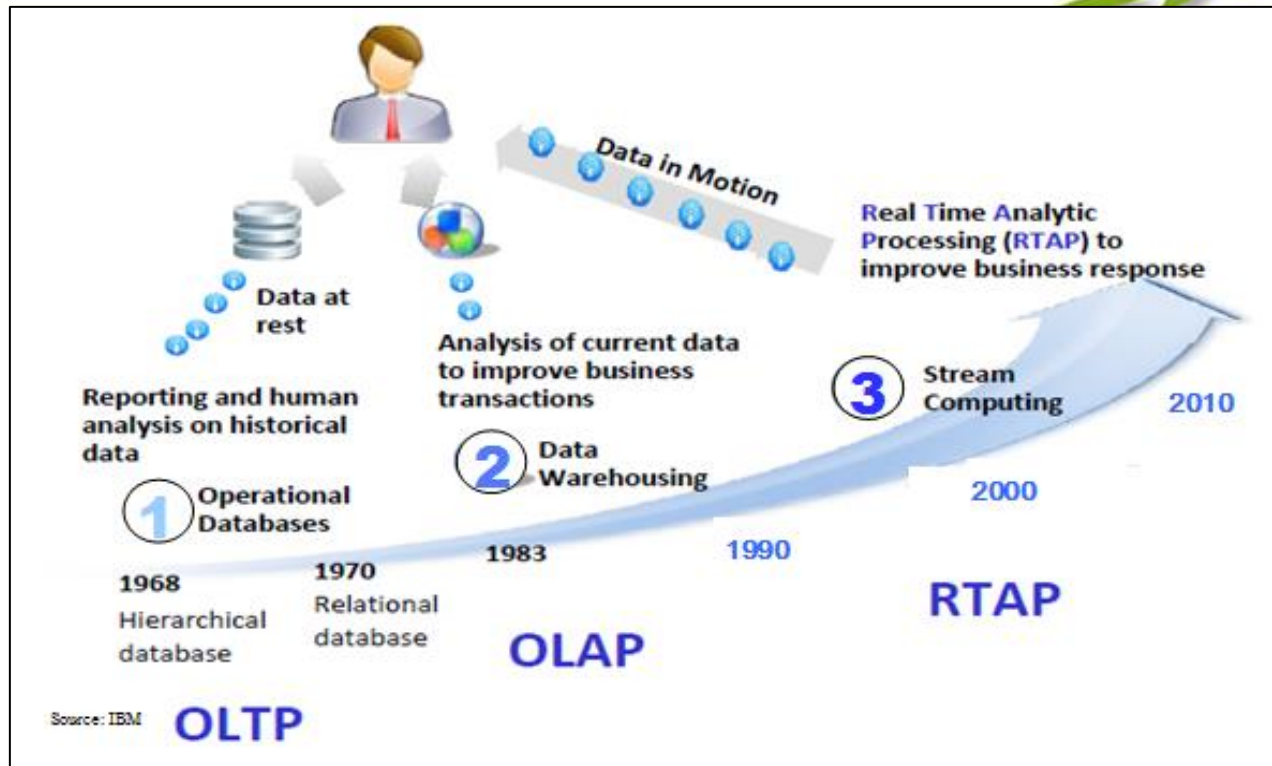 Data in Motion
Real Time Analytic
Processing (RTAP) to
improve business response
Data at
rest
Analysis of current data
to improve business
transactions
Reporting and human
analysis on historical
data
3
Stream
Computing
2010
2
Data
Warehousing
2000
1
Operational
Databases
1990
1983
1970
Relational
database
1968
Hierarchical
database
RTAP
OLAP
Source: IBM
OLTP